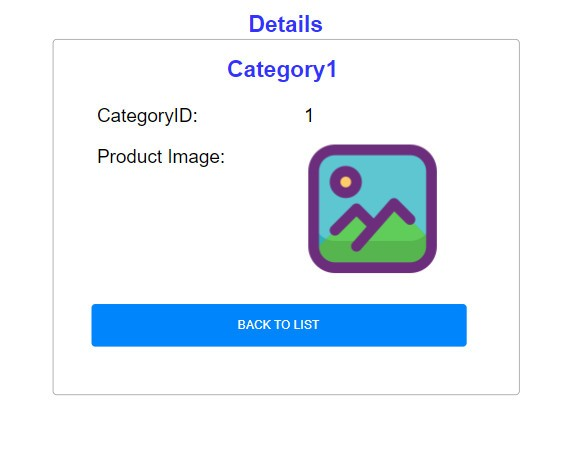 Details
Category1
CategoryID: 1
Product Image:
BACK TO LIST